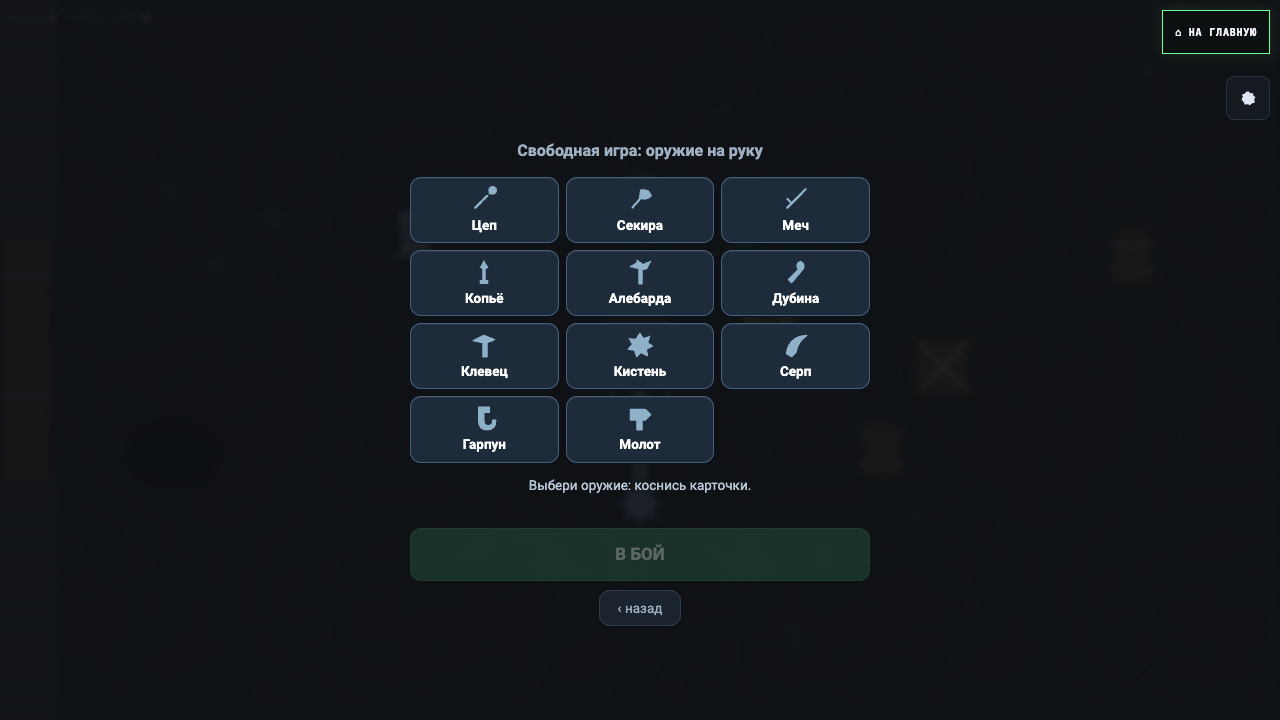 ⌂ НА ГЛАВНУЮ
Свободная игра: оружие на руку
Цеп
Секира
Меч
Копьё
Алебарда
Дубина
Клевец
Кистень
Серп
Гарпун
Молот
Выбери оружие: коснись карточки.
В БОЙ
‹ назад